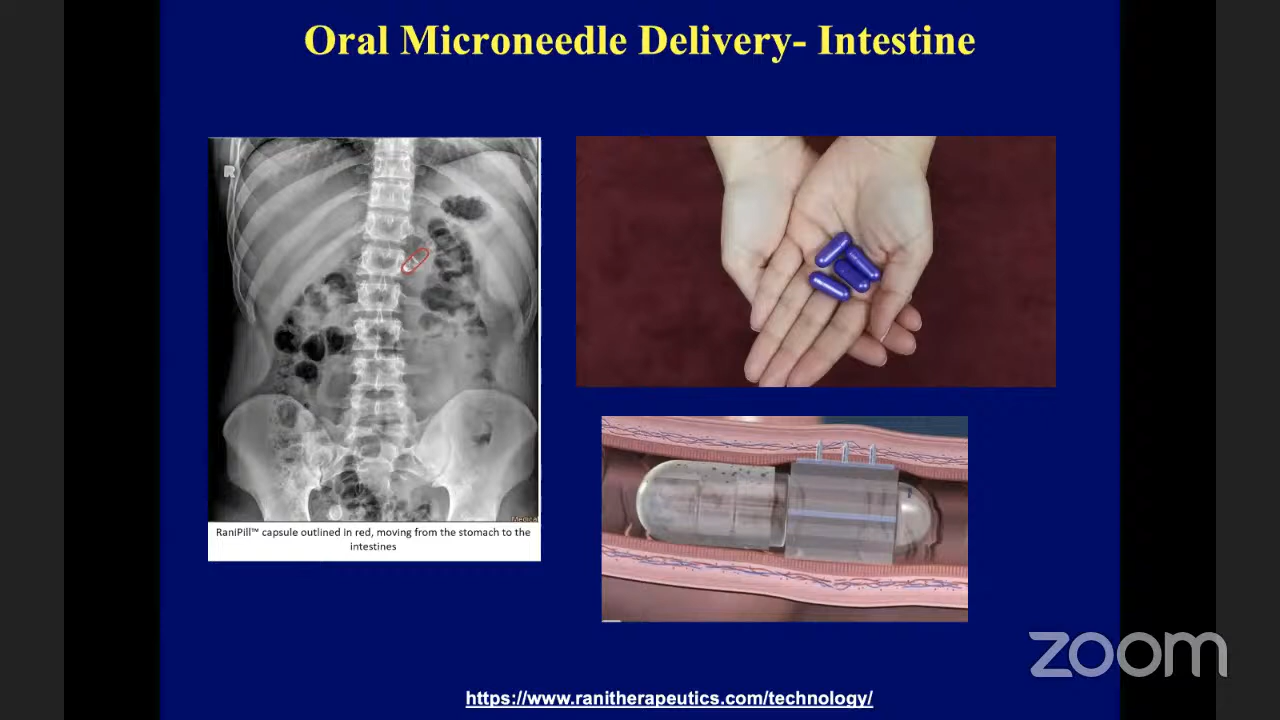 Oral Microneedle Delivery- Intestine
R
Medica
RaniPill™ capsule outlined in red, moving from the stomach to the
intestines
zoom
https://www.ranitherapeutics.com/technology/